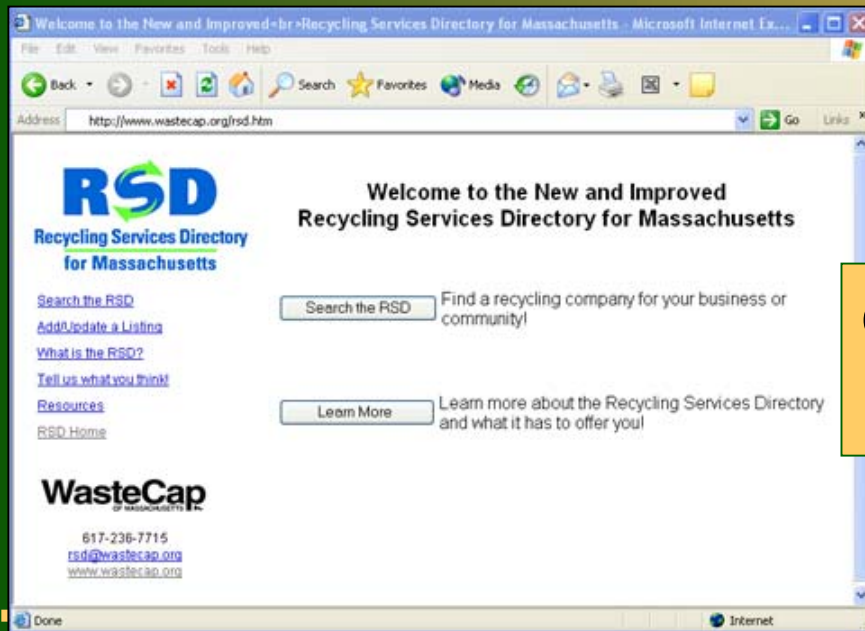 Welcome to the New and Improved<br>Recycling Services Directory for Massachusetts - Microsoft Internet Ex...
File Edit View Favorites Tools Help
Back Search Favorites Media
Address http://www.wastecap.org/rsd.htm Go Links
RSD
Recycling Services Directory
for Massachusetts
Welcome to the New and Improved
Recycling Services Directory for Massachusetts
Search the RSD
Add/Update a Listing
What is the RSD?
Tell us what you think!
Resources
RSD Home
Search the RSD Find a recycling company for your business or
community!
Learn More Learn more about the Recycling Services Directory
and what it has to offer you!
WasteCap
OF MASSACHUSETTS
617-236-7715
rsd@wastecap.org
www.wastecap.org
Done Internet